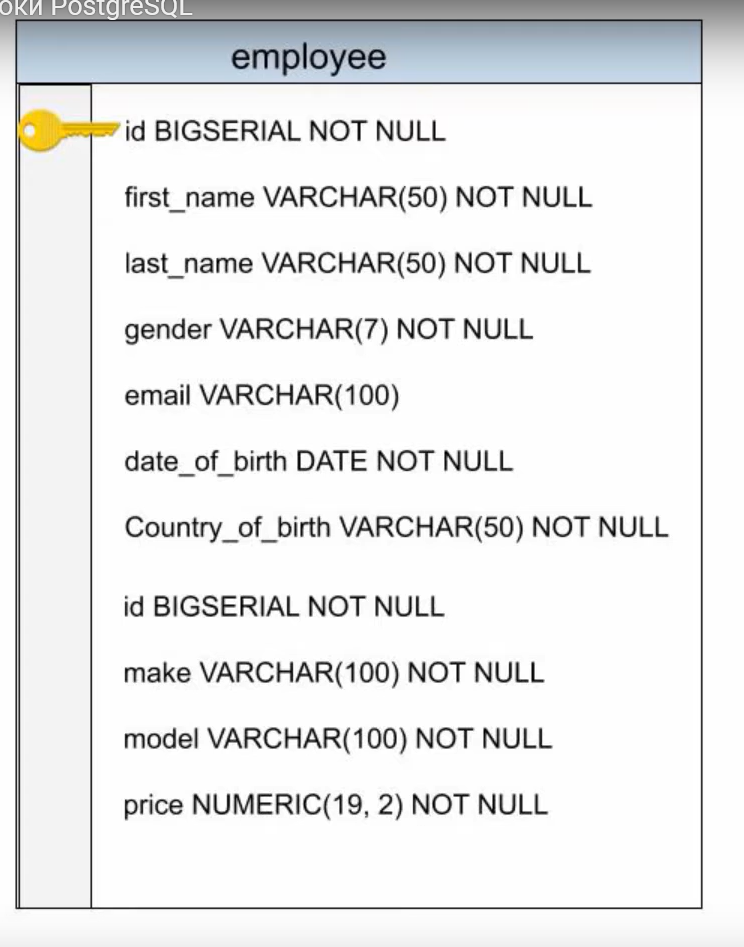 оки PostgreSQL
employee
id BIGSERIAL NOT NULL
first_name VARCHAR(50) NOT NULL
last_name VARCHAR(50) NOT NULL
gender VARCHAR(7) NOT NULL
email VARCHAR(100)
date_of_birth DATE NOT NULL
Country_of_birth VARCHAR(50) NOT NULL
id BIGSERIAL NOT NULL
make VARCHAR(100) NOT NULL
model VARCHAR(100) NOT NULL
price NUMERIC(19, 2) NOT NULL